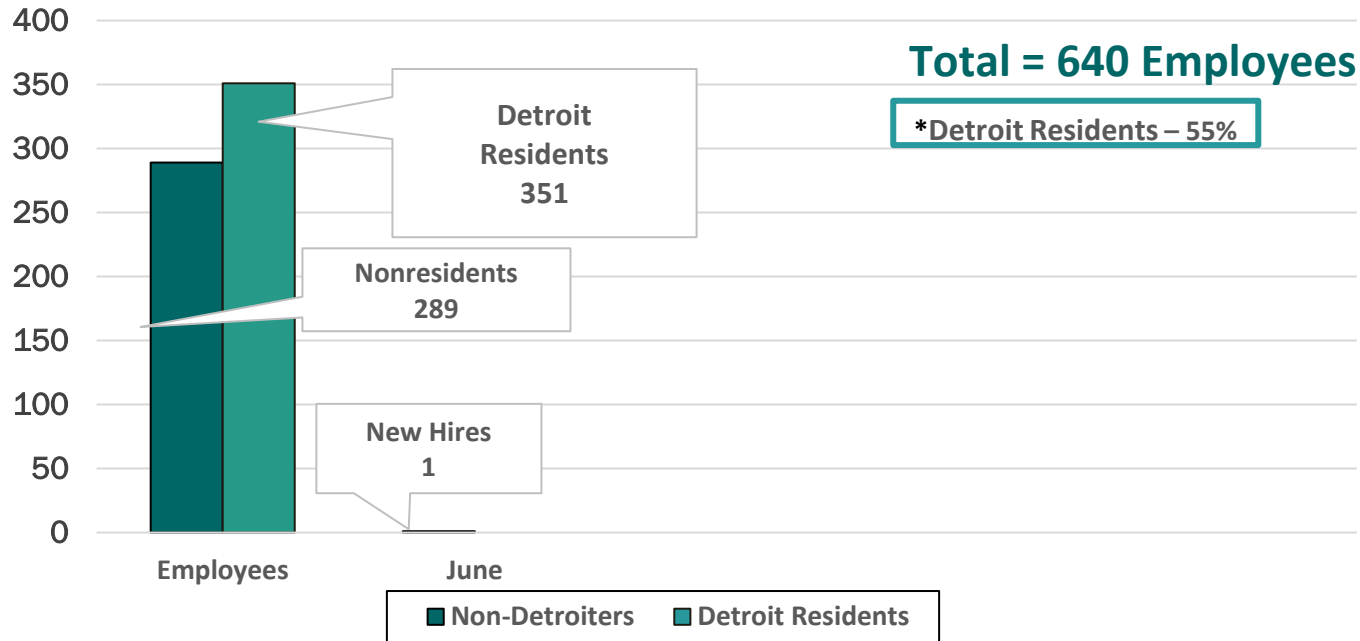 400
350
300
250
200
150
100
50
0
Total = 640 Employees
*Detroit Residents – 55%
Detroit
Residents
351
Nonresidents
289
New Hires
1
Employees
June
Non-Detroiters
Detroit Residents